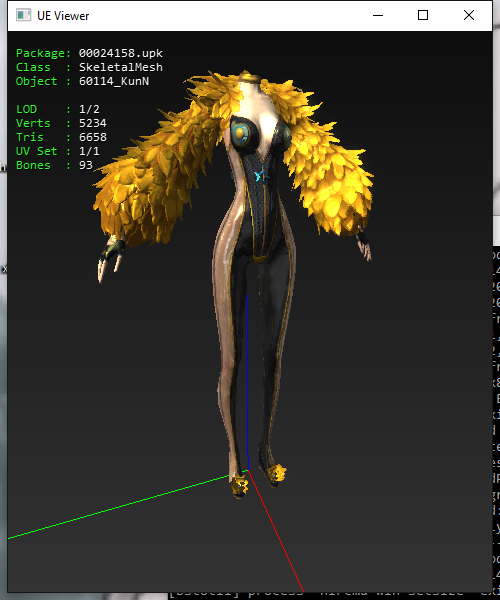 UE Viewer
Package: 00024158.upk
Class : SkeletalMesh
Object : 60114_KunN
LOD : 1/2
Verts : 5234
Tris : 6658
UV Set : 1/1
Bones : 93